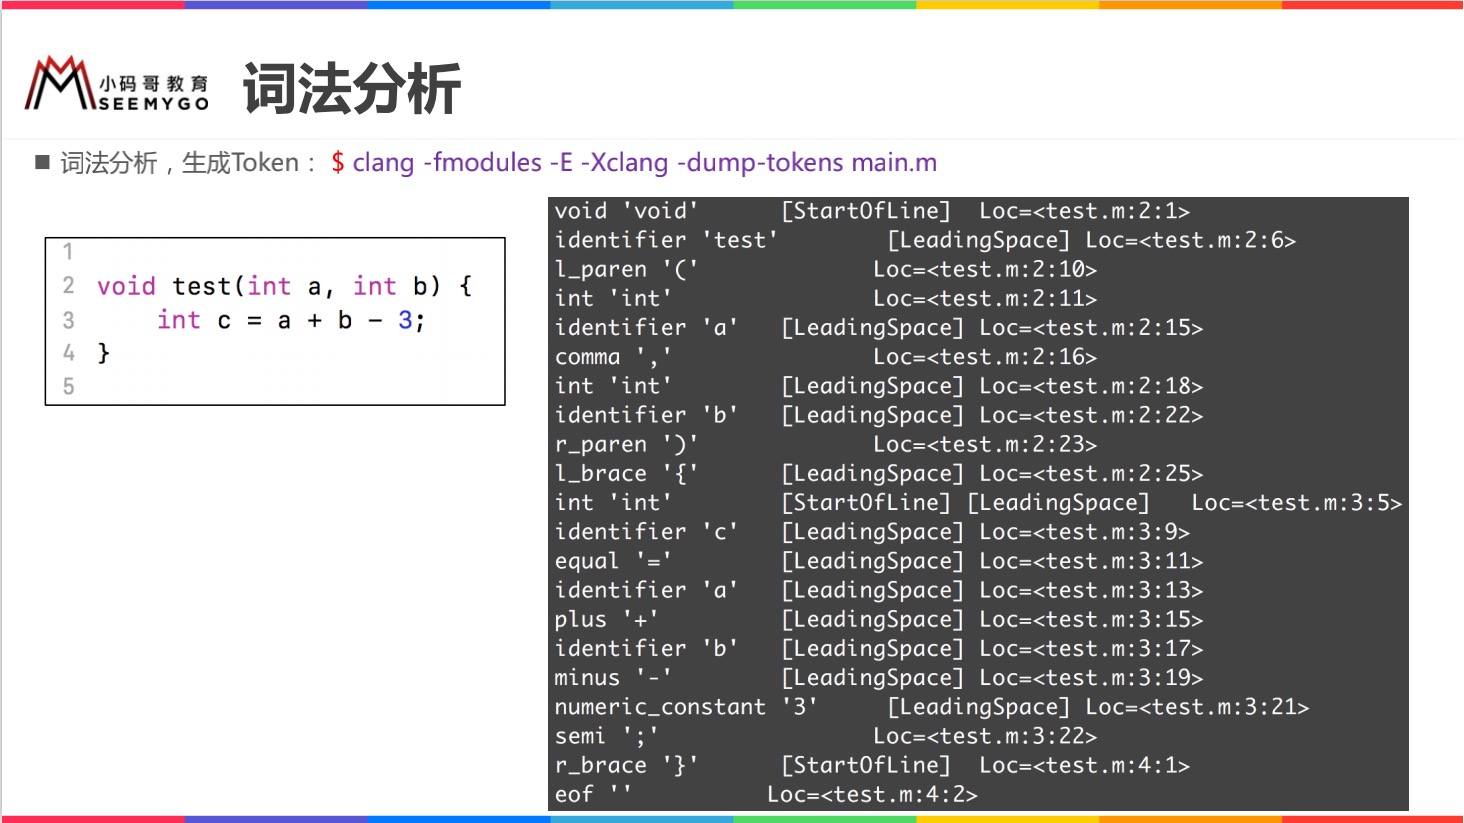 小码哥教育
SEEMYGO
词法分析
■ 词法分析，生成Token： $ clang -fmodules -E -Xclang -dump-tokens main.m
1
2 void test(int a, int b) {
3     int c = a + b - 3;
4 }
5
void 'void'      [StartOfLine]  Loc=<test.m:2:1>
identifier 'test'        [LeadingSpace] Loc=<test.m:2:6>
l_paren '('             Loc=<test.m:2:10>
int 'int'               Loc=<test.m:2:11>
identifier 'a'   [LeadingSpace] Loc=<test.m:2:15>
comma ','               Loc=<test.m:2:16>
int 'int'        [LeadingSpace] Loc=<test.m:2:18>
identifier 'b'   [LeadingSpace] Loc=<test.m:2:22>
r_paren ')'             Loc=<test.m:2:23>
l_brace '{'      [LeadingSpace] Loc=<test.m:2:25>
int 'int'        [StartOfLine] [LeadingSpace]   Loc=<test.m:3:5>
identifier 'c'   [LeadingSpace] Loc=<test.m:3:9>
equal '='        [LeadingSpace] Loc=<test.m:3:11>
identifier 'a'   [LeadingSpace] Loc=<test.m:3:13>
plus '+'         [LeadingSpace] Loc=<test.m:3:15>
identifier 'b'   [LeadingSpace] Loc=<test.m:3:17>
minus '-'        [LeadingSpace] Loc=<test.m:3:19>
numeric_constant '3'     [LeadingSpace] Loc=<test.m:3:21>
semi ';'                Loc=<test.m:3:22>
r_brace '}'      [StartOfLine]  Loc=<test.m:4:1>
eof ''          Loc=<test.m:4:2>